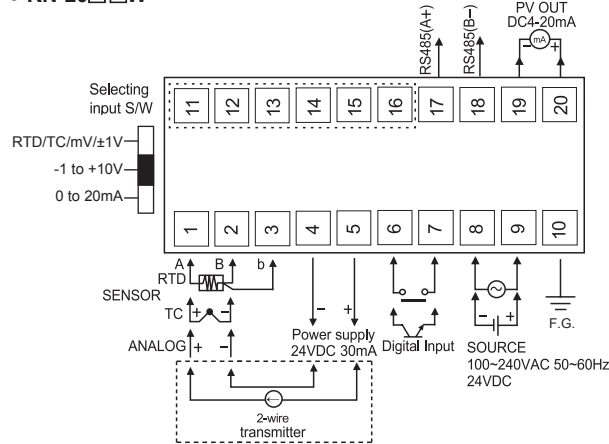 RS485(A+)
RS485(B−)
PV OUT
DC4-20mA
− mA +
Selecting
input S/W
11 12 13 14 15 16 17 18 19 20
RTD/TC/mV/±1V
-1 to +10V
0 to 20mA
1 2 3 4 5 6 7 8 9 10
A B b
RTD
SENSOR
TC + −
ANALOG + −
− +
Power supply
24VDC 30mA
Digital Input
− +
SOURCE
100~240VAC 50~60Hz
24VDC
F.G.
2-wire
transmitter